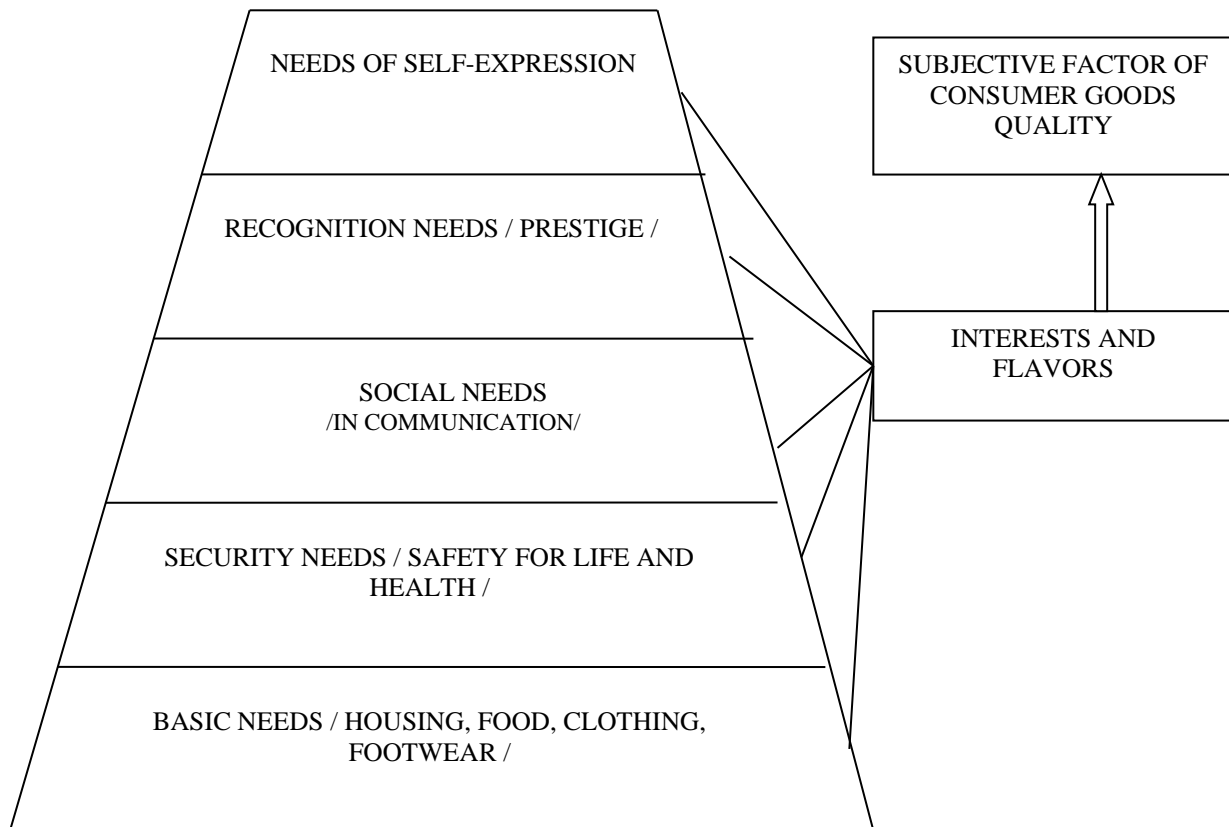 NEEDS OF SELF-EXPRESSION
RECOGNITION NEEDS / PRESTIGE /
SOCIAL NEEDS
/IN COMMUNICATION/
SECURITY NEEDS / SAFETY FOR LIFE AND
HEALTH /
BASIC NEEDS / HOUSING, FOOD, CLOTHING,
FOOTWEAR /
SUBJECTIVE FACTOR OF
CONSUMER GOODS
QUALITY
INTERESTS AND
FLAVORS